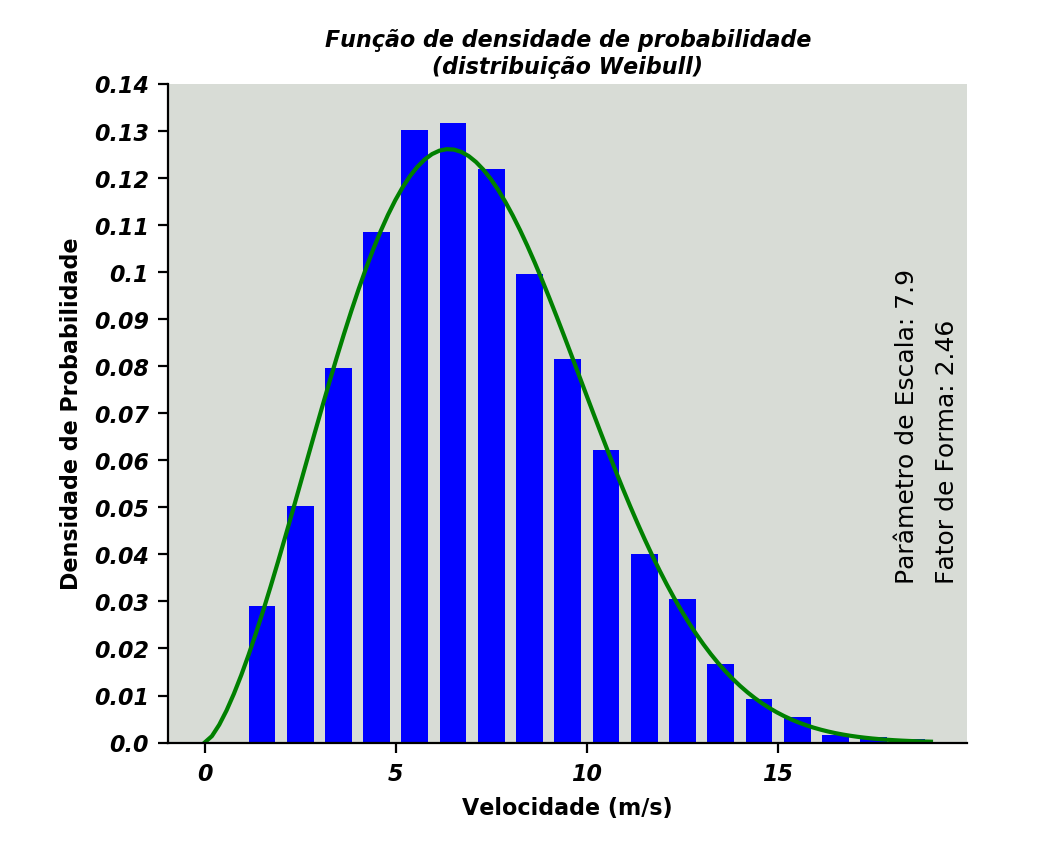 Função de densidade de probabilidade
(distribuição Weibull)
0.14
0.13
0.12
0.11
0.1
0.09
0.08
0.07
0.06
0.05
0.04
0.03
0.02
0.01
0.0
Densidade de Probabilidade
Parâmetro de Escala: 7.9
Fator de Forma: 2.46
0 5 10 15
Velocidade (m/s)